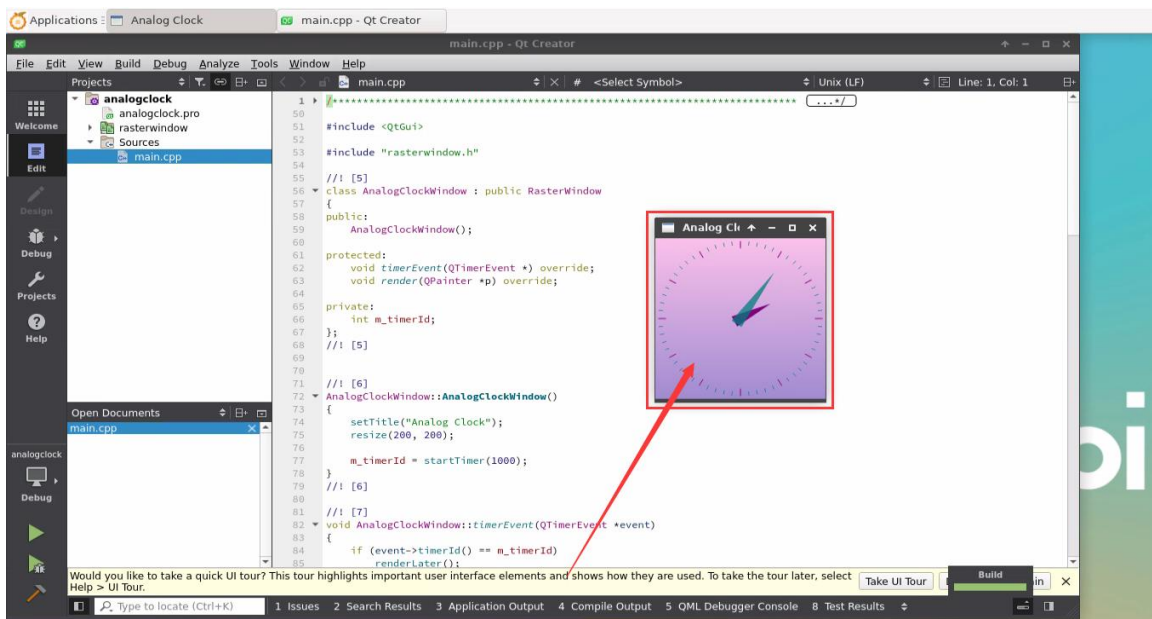 Applications Analog Clock main.cpp - Qt Creator
main.cpp - Qt Creator
File Edit View Build Debug Analyze Tools Window Help
Projects main.cpp # <Select Symbol> Unix (LF) Line: 1, Col: 1
Welcome
Edit
Design
Debug
Projects
Help
analogclock
analogclock.pro
rasterwindow
Sources
main.cpp
Open Documents
main.cpp
analogclock
Debug
1 /**************************************************************************** (...*/)
50
51 #include <QtGui>
52
53 #include "rasterwindow.h"
54
55 //! [5]
56 class AnalogClockWindow : public RasterWindow
57 {
58 public:
59     AnalogClockWindow();
60
61 protected:
62     void timerEvent(QTimerEvent *) override;
63     void render(QPainter *p) override;
64
65 private:
66     int m_timerId;
67 };
68 //! [5]
69
70
71 //! [6]
72 AnalogClockWindow::AnalogClockWindow()
73 {
74     setTitle("Analog Clock");
75     resize(200, 200);
76
77     m_timerId = startTimer(1000);
78 }
79 //! [6]
80
81 //! [7]
82 void AnalogClockWindow::timerEvent(QTimerEvent *event)
83 {
84     if (event->timerId() == m_timerId)
85         renderLater();
Analog Cl
pi
Would you like to take a quick UI tour? This tour highlights important user interface elements and shows how they are used. To take the tour later, select
Help > UI Tour.
Take UI Tour
Build
in
Type to locate (Ctrl+K) 1 Issues 2 Search Results 3 Application Output 4 Compile Output 5 QML Debugger Console 8 Test Results